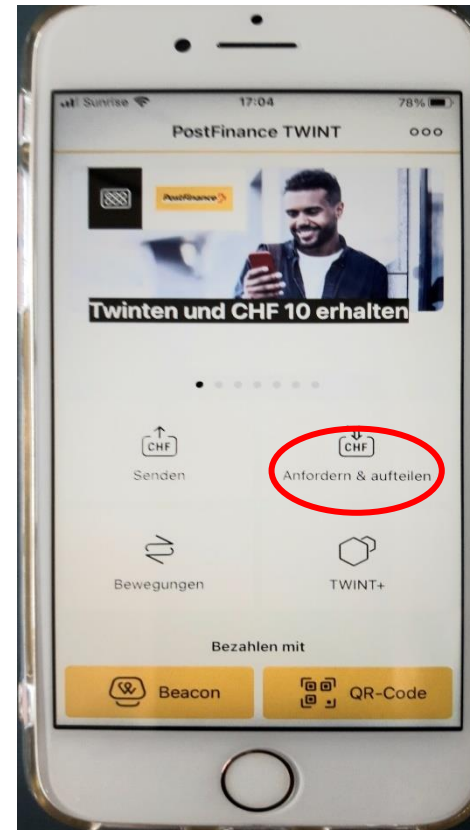 Sunrise 17:04 78%
PostFinance TWINT
PostFinance
Twinten und CHF 10 erhalten
CHF CHF
Senden Anfordern & aufteilen
Bewegungen TWINT+
Bezahlen mit
Beacon QR-Code